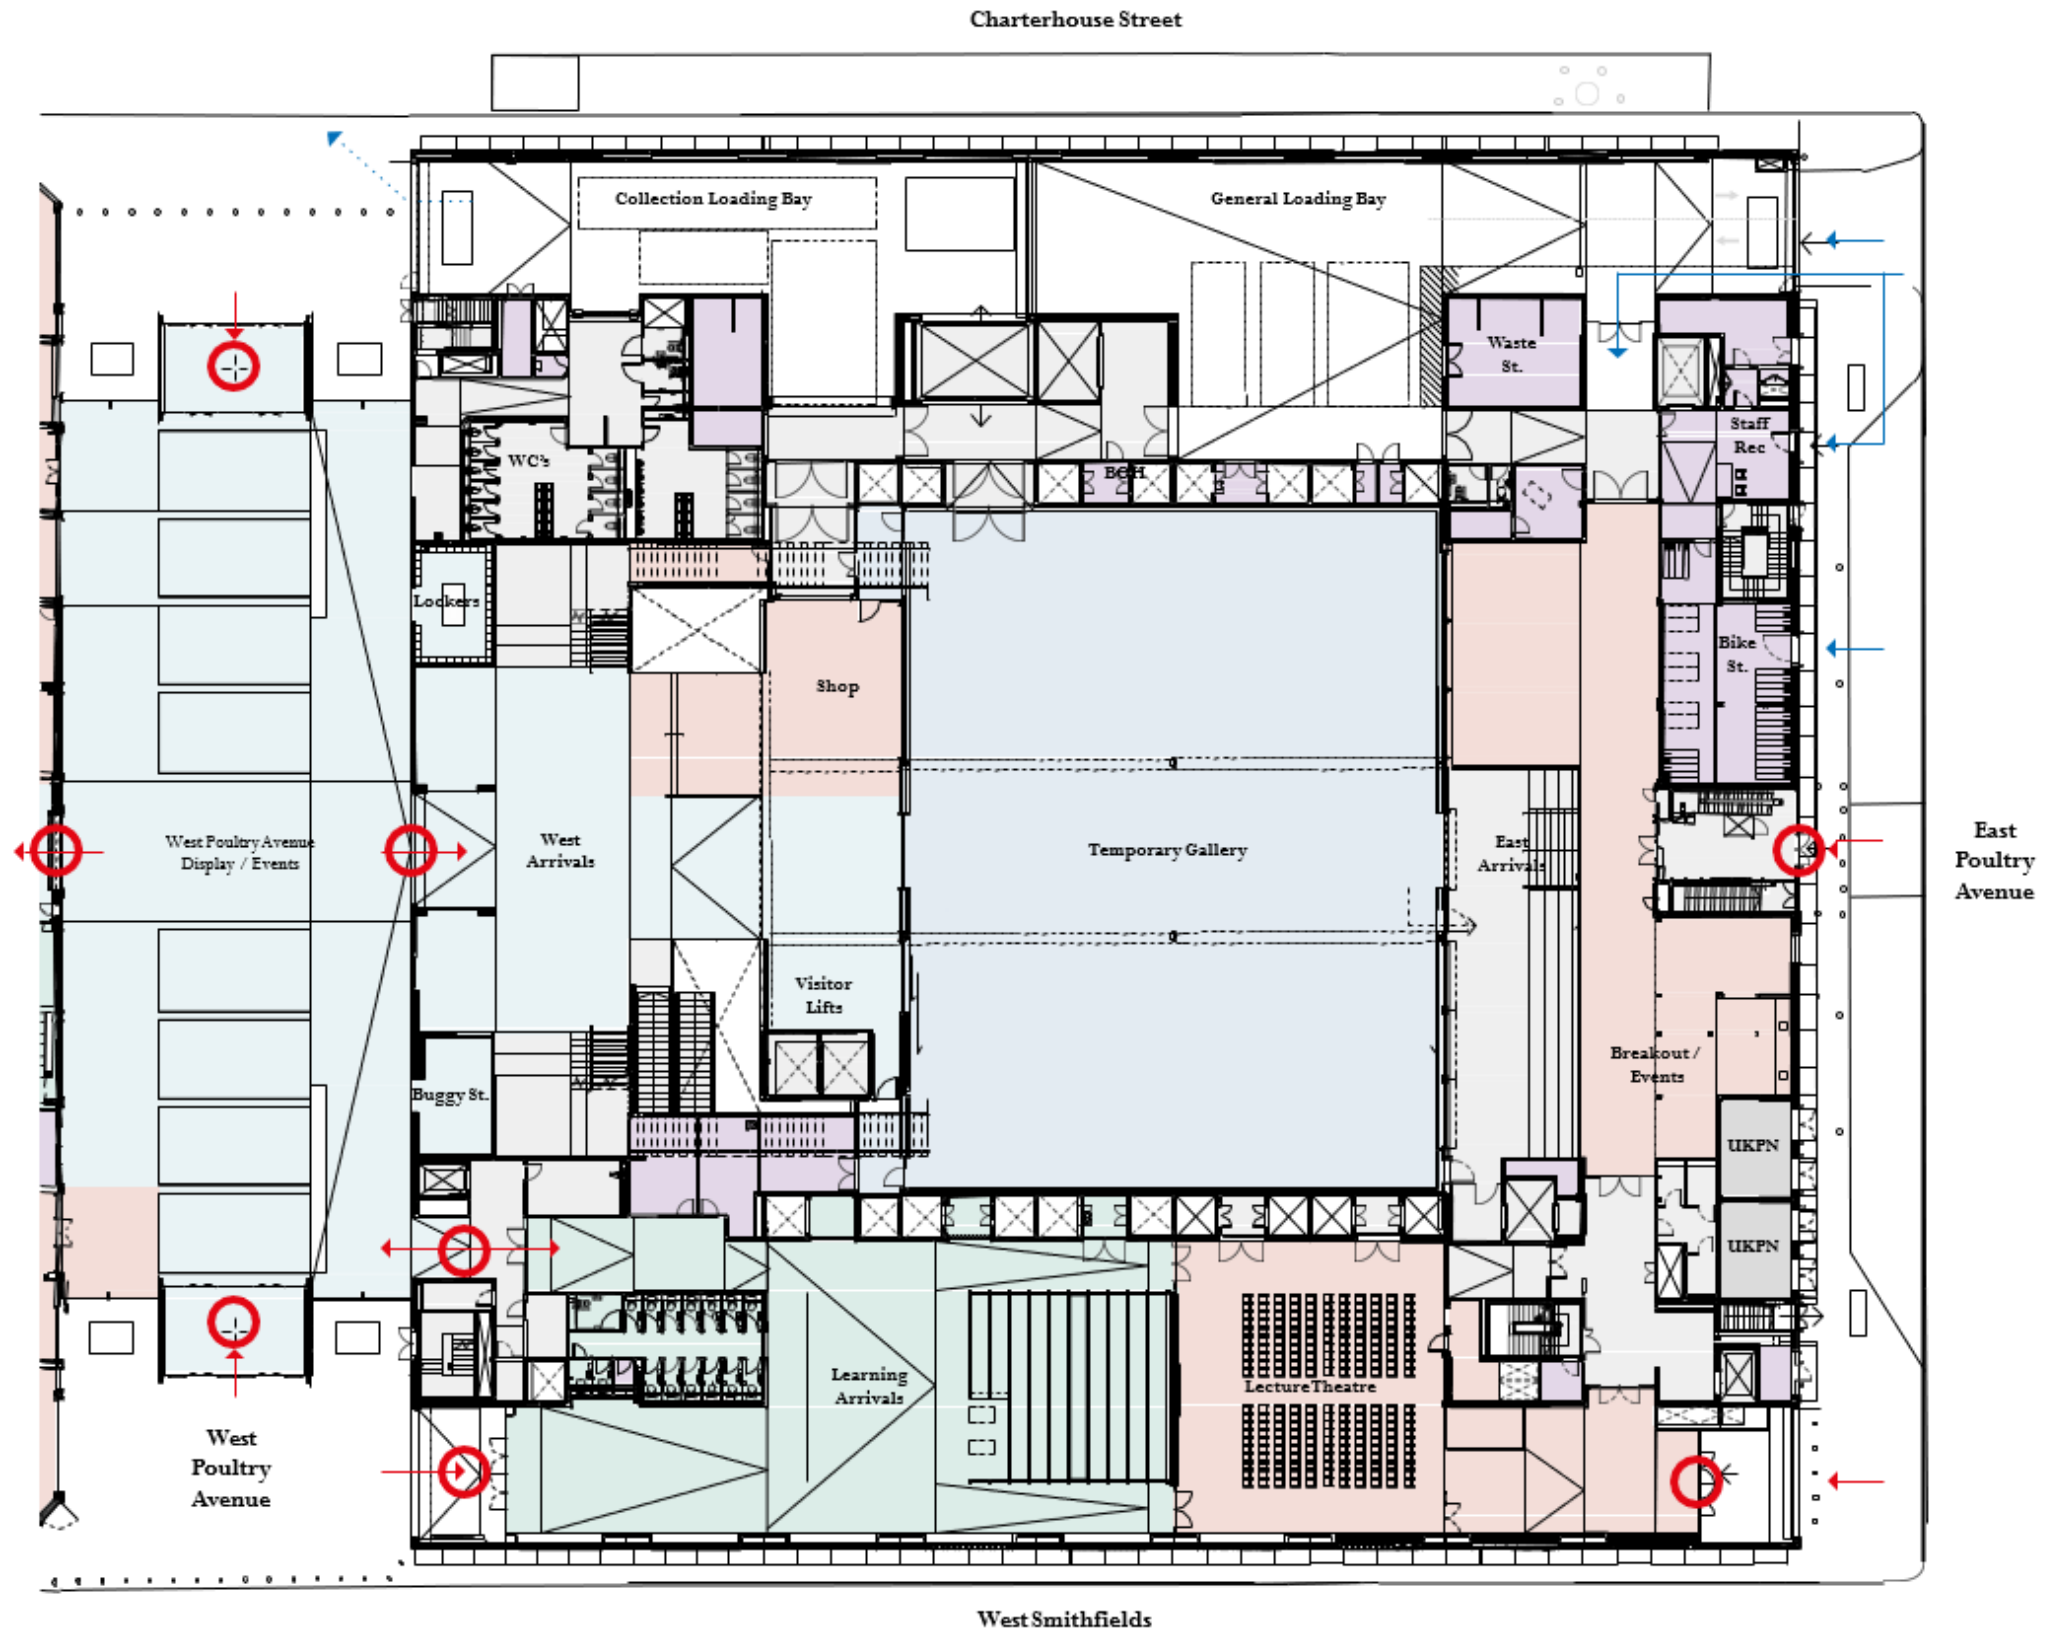 Charterhouse Street
Collection Loading Bay
General Loading Bay
Waste
St.
Staff
Rec
WC's
BOH
Lockers
Bike
St.
Shop
West Poultry Avenue
Display / Events
West
Arrivals
Temporary Gallery
East
Arrivals
East
Poultry
Avenue
Visitor
Lifts
Breakout /
Events
Buggy St.
UKPN
UKPN
Learning
Arrivals
Lecture Theatre
West
Poultry
Avenue
West Smithfields